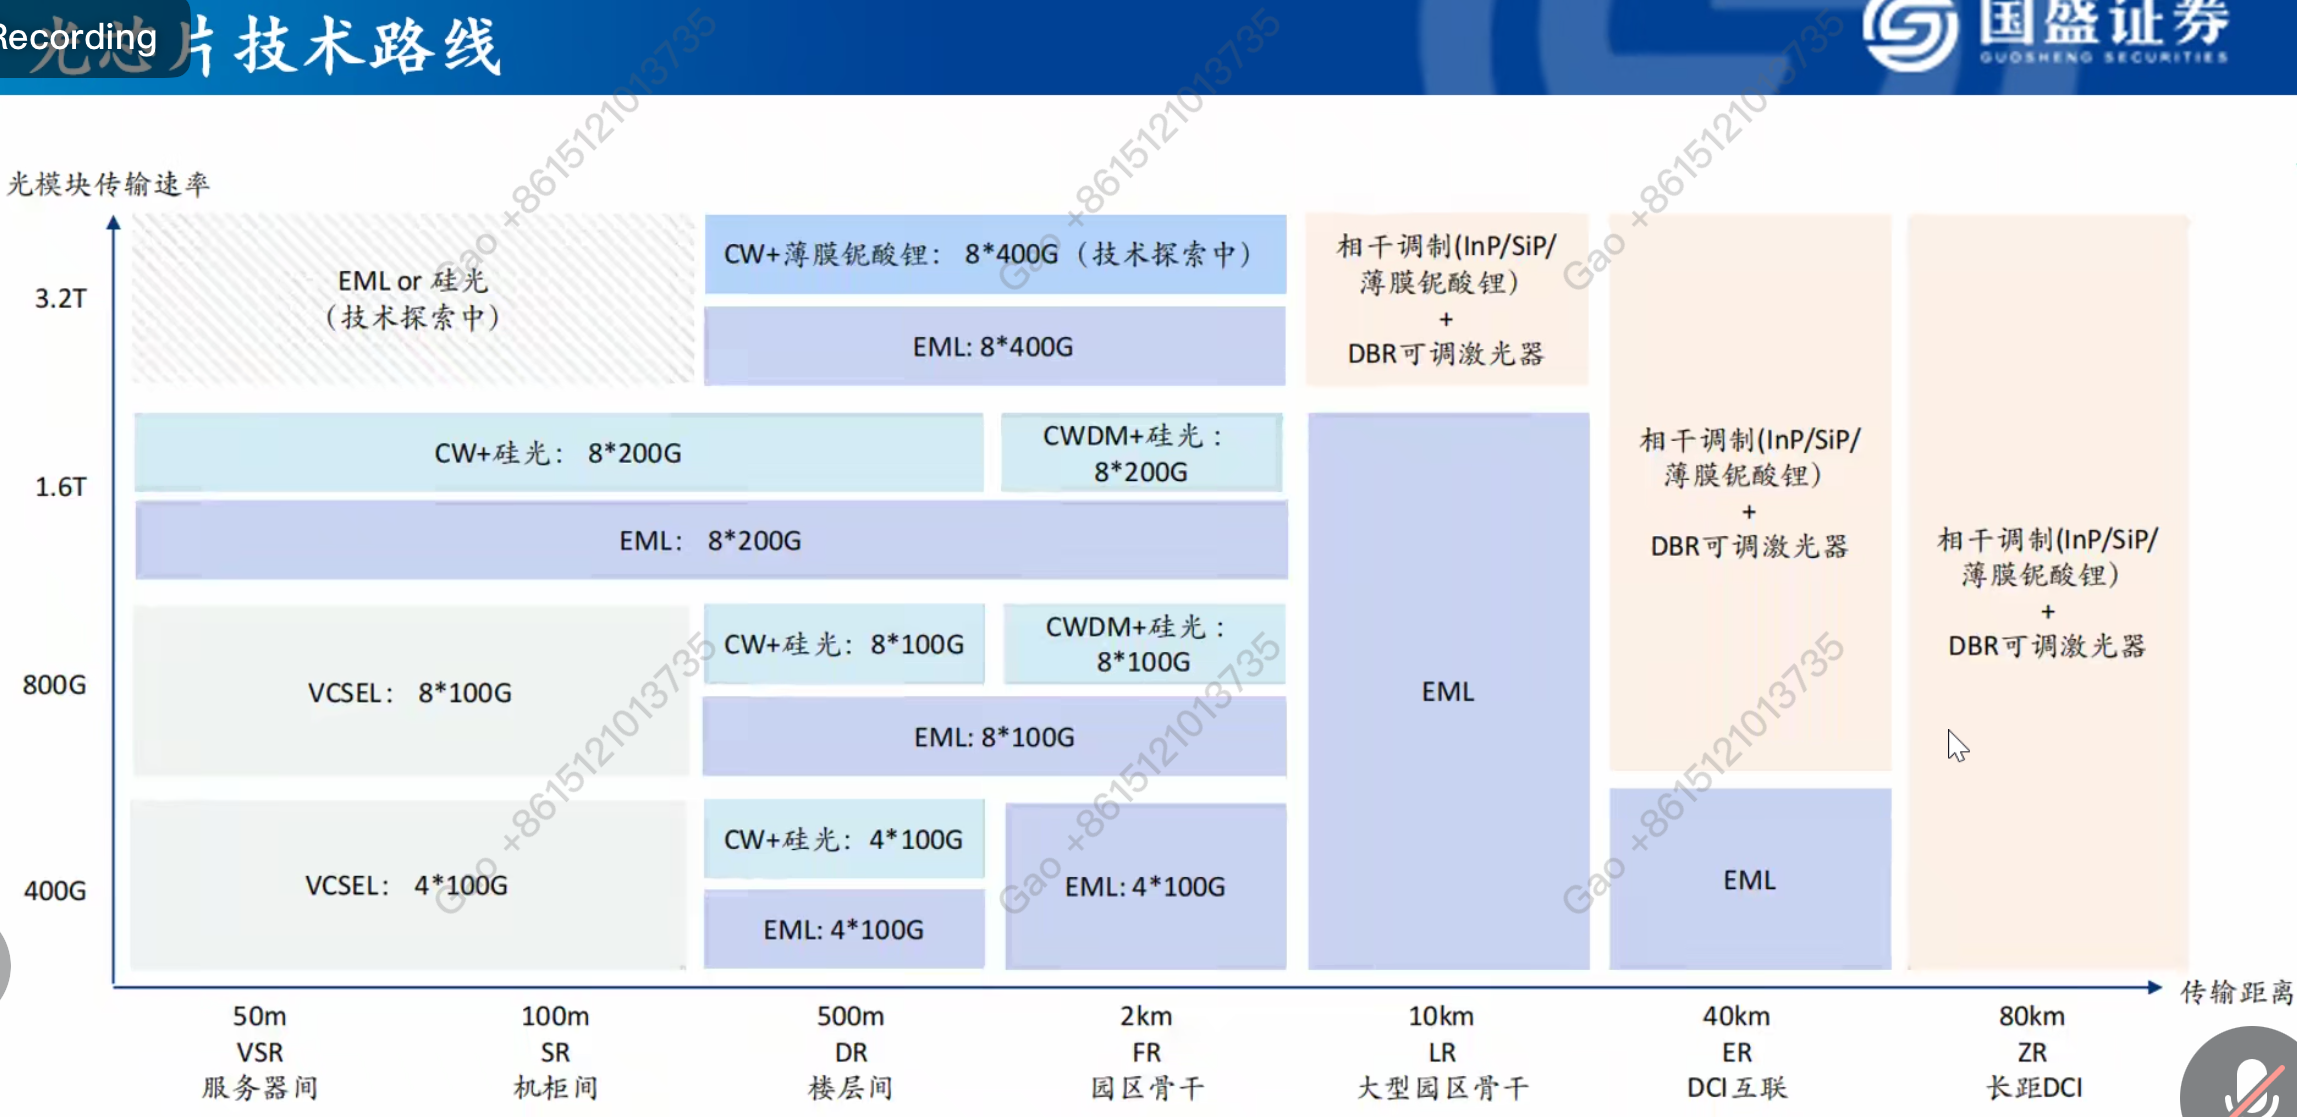 Recording
光芯片技术路线
国盛证券
GUOSHENG SECURITIES
光模块传输速率
3.2T
1.6T
800G
400G
EML or 硅光
（技术探索中）
CW+薄膜铌酸锂： 8*400G（技术探索中）
EML: 8*400G
相干调制(InP/SiP/
薄膜铌酸锂）
+
DBR可调激光器
CW+硅光： 8*200G
CWDM+硅光：
8*200G
EML： 8*200G
相干调制(InP/SiP/
薄膜铌酸锂）
+
DBR可调激光器
相干调制(InP/SiP/
薄膜铌酸锂）
+
DBR可调激光器
VCSEL： 8*100G
CW+硅光： 8*100G
CWDM+硅光：
8*100G
EML: 8*100G
EML
VCSEL： 4*100G
CW+硅光： 4*100G
EML: 4*100G
EML: 4*100G
EML
传输距离
50m
VSR
服务器间
100m
SR
机柜间
500m
DR
楼层间
2km
FR
园区骨干
10km
LR
大型园区骨干
40km
ER
DCI互联
80km
ZR
长距DCI
Gao +8615121013735
Gao +8615121013735
Gao +8615121013735
Gao +8615121013735
Gao +8615121013735
Gao +8615121013735